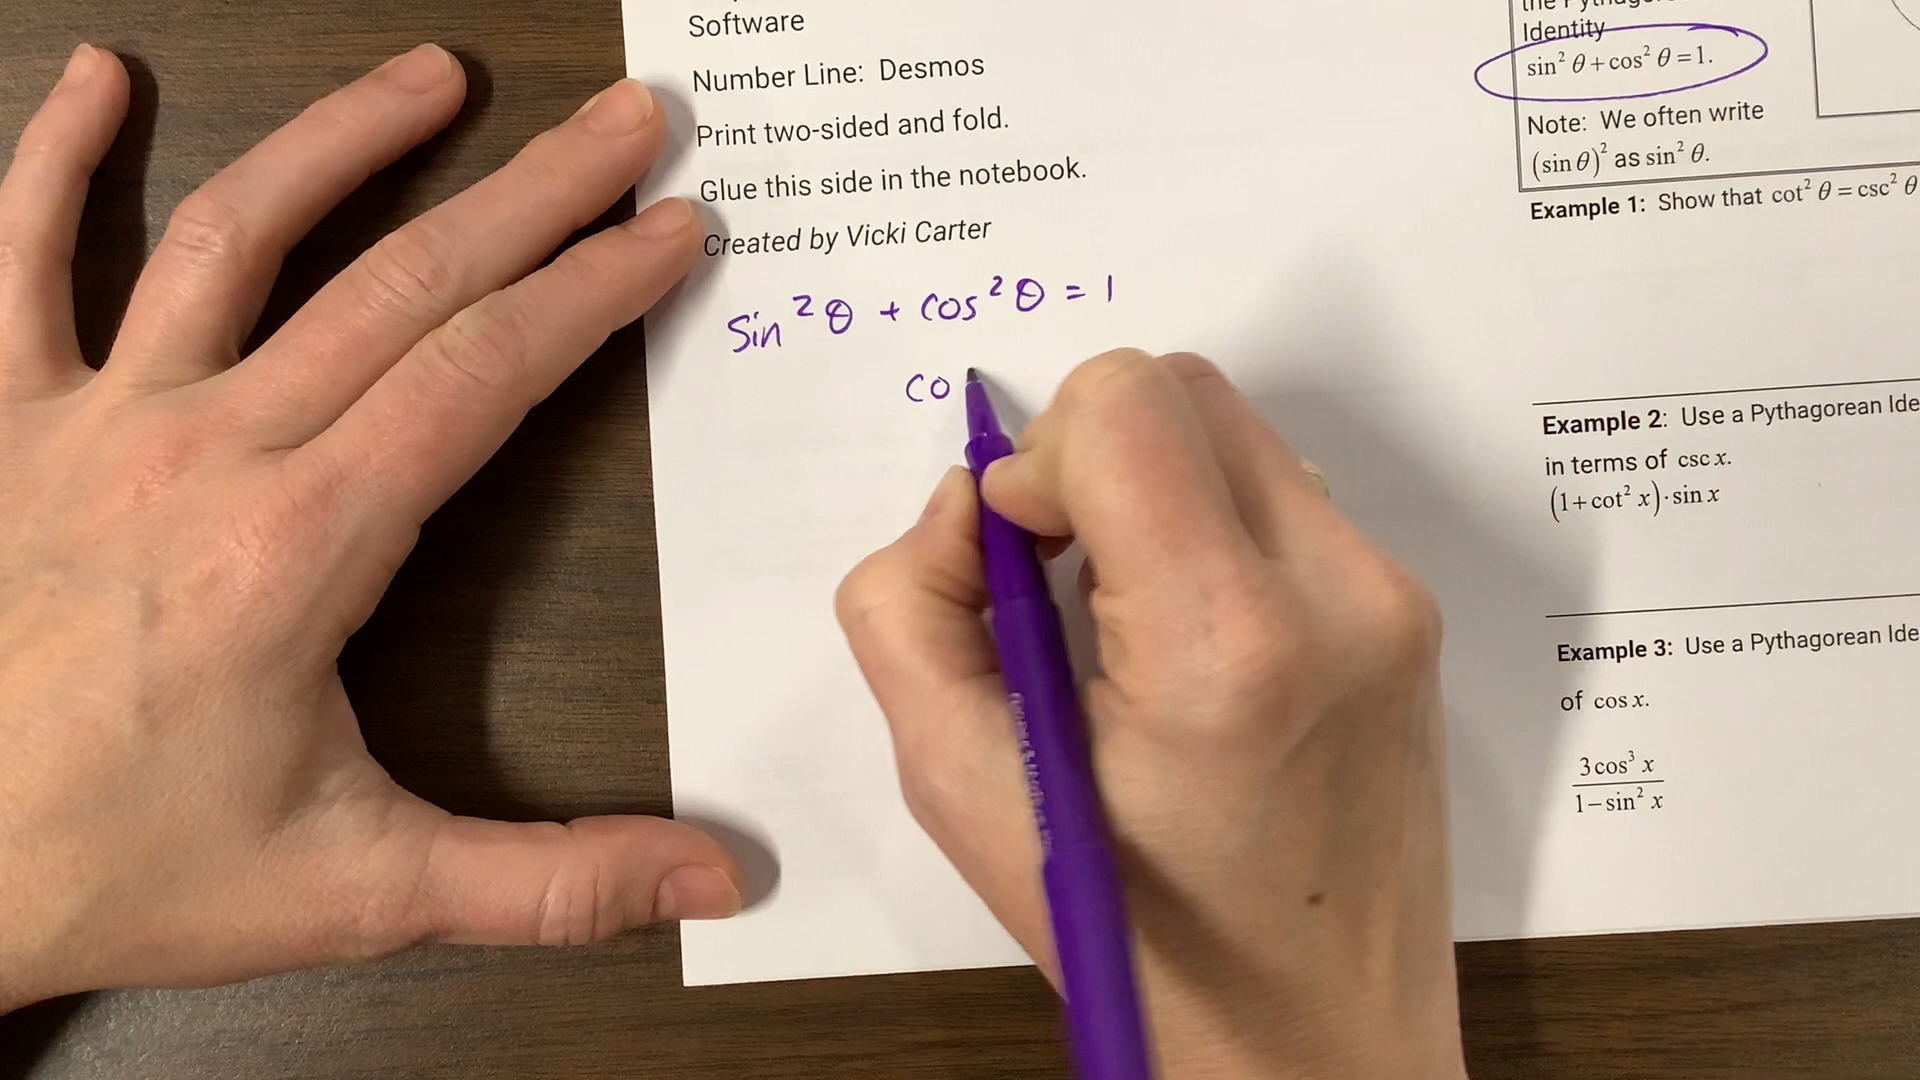 Software
Number Line: Desmos
Print two-sided and fold.
Glue this side in the notebook.
Created by Vicki Carter
sin² θ + cos² θ = 1
co
Identity
sin² θ + cos² θ = 1.
Note: We often write
(sin θ)² as sin² θ.
Example 1: Show that cot² θ = csc² θ
Example 2: Use a Pythagorean Ide
in terms of csc x.
(1 + cot² x) · sin x
Example 3: Use a Pythagorean Ide
of cos x.
3 cos³ x
1 – sin² x